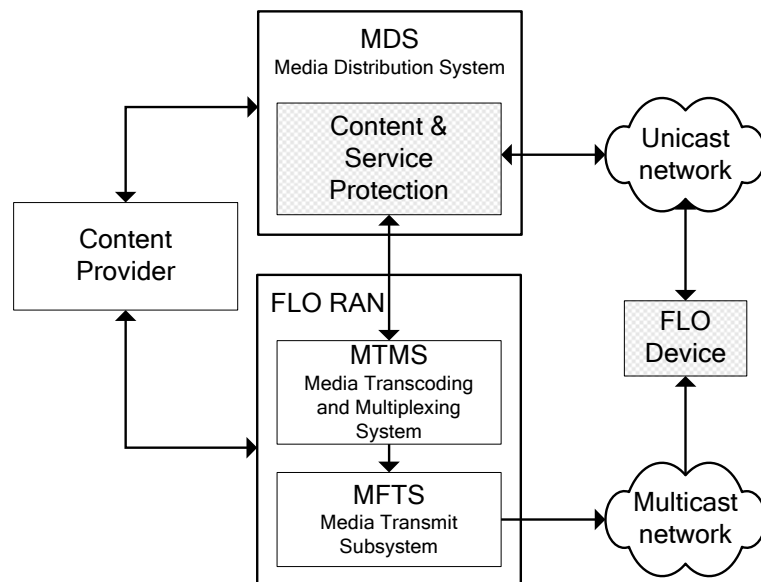 MDS
Media Distribution System
Content &
Service
Protection
Unicast
network
Content
Provider
FLO RAN
MTMS
Media Transcoding
and Multiplexing
System
FLO
Device
MFTS
Media Transmit
Subsystem
Multicast
network